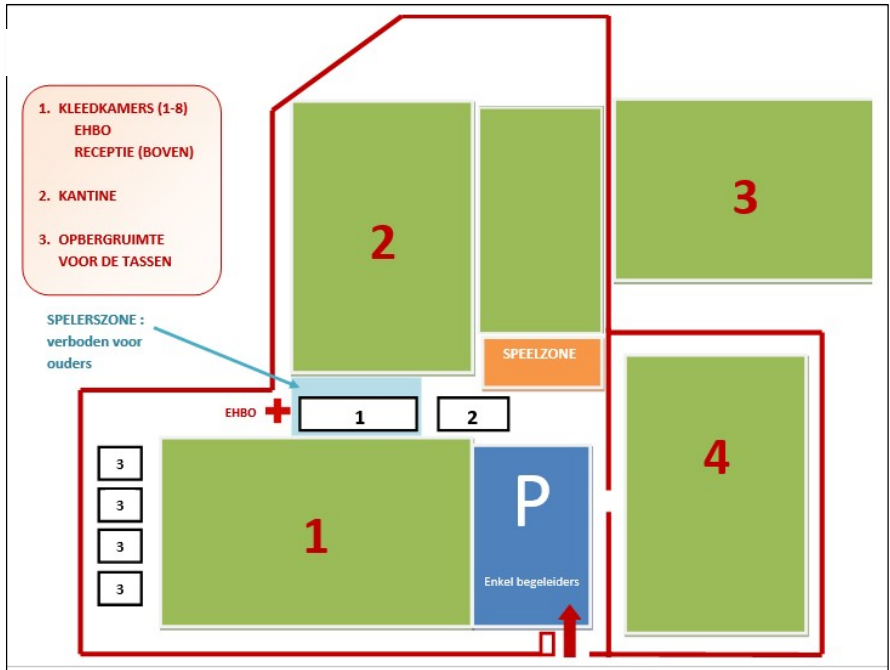 1. KLEEDKAMERS (1-8)
EHBO
RECEPTIE (BOVEN)
2. KANTINE
3. OPBERGRUIMTE
VOOR DE TASSEN
SPELERSZONE :
verboden voor
ouders
2
3
SPEELZONE
EHBO
1
2
4
3
3
3
3
1
P
Enkel begeleiders